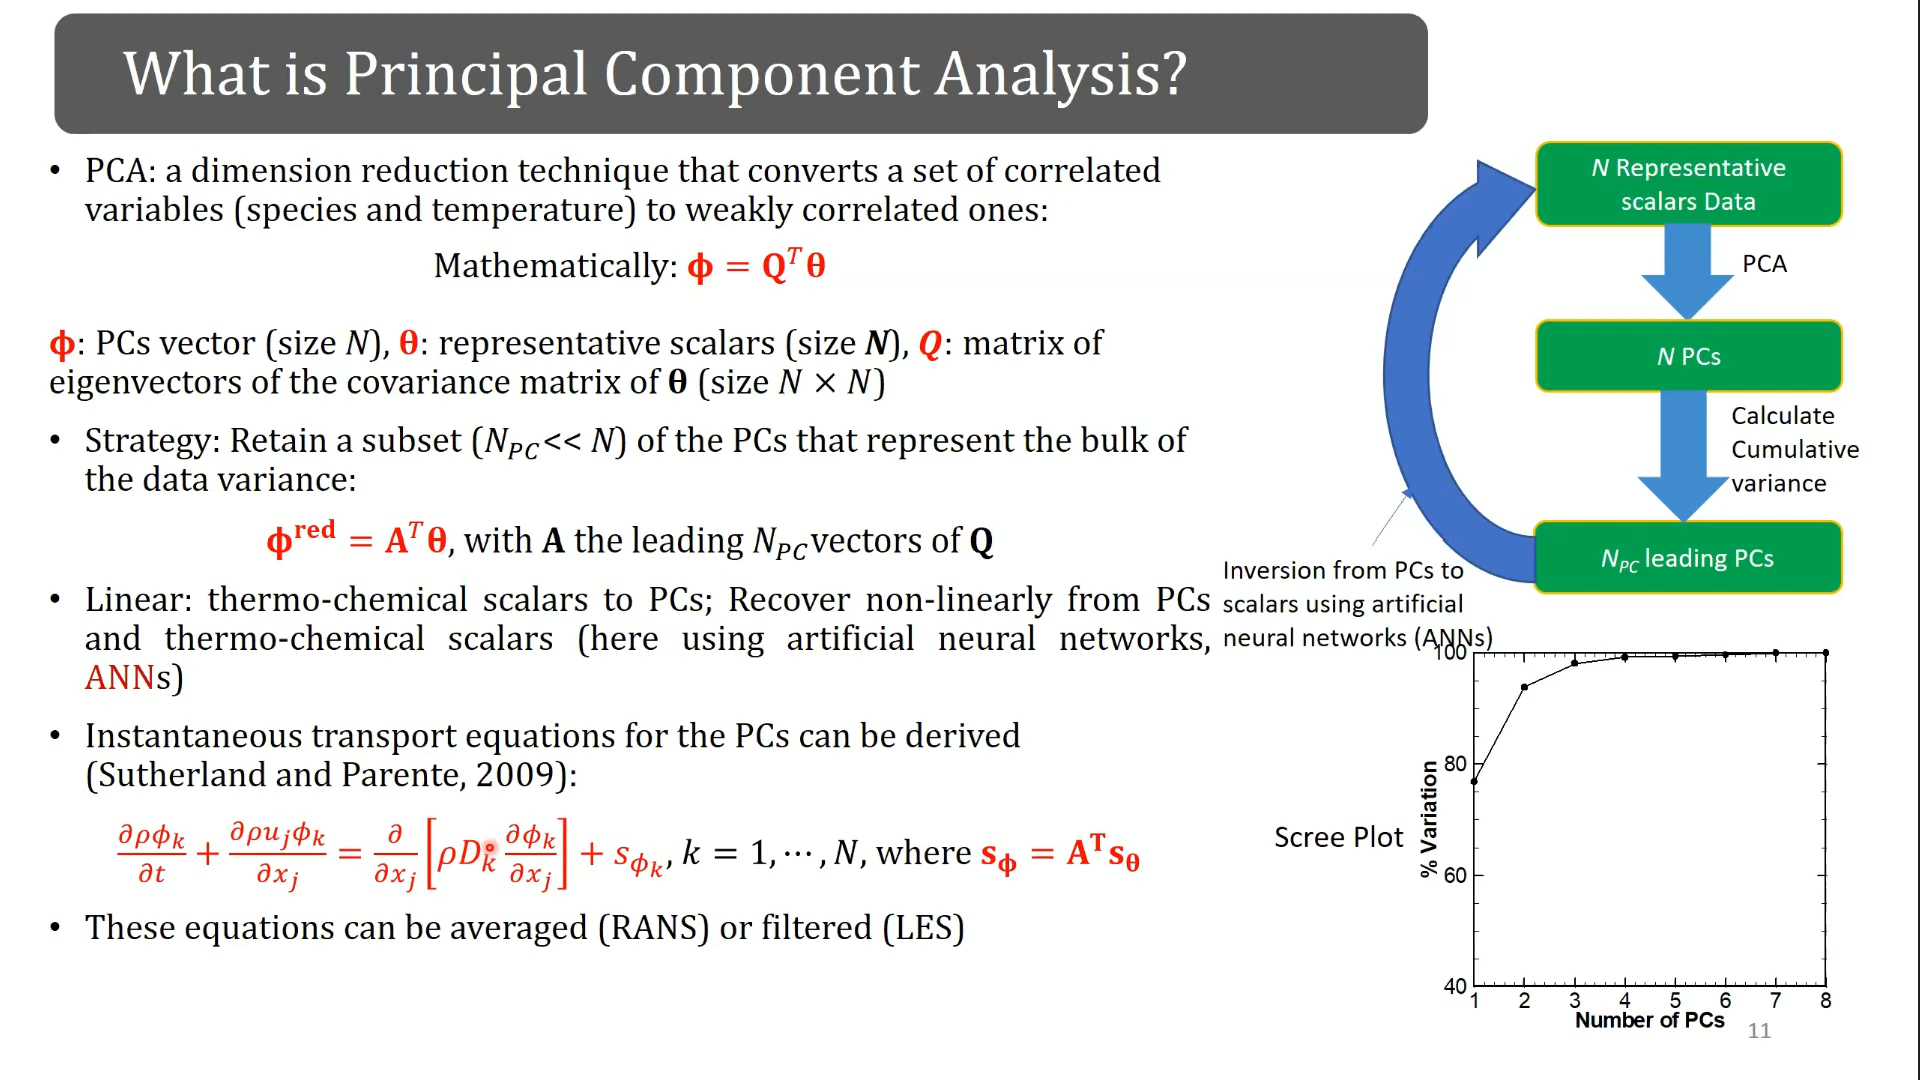 What is Principal Component Analysis?
• PCA: a dimension reduction technique that converts a set of correlated
variables (species and temperature) to weakly correlated ones:
Mathematically: ϕ = Q^T θ
ϕ: PCs vector (size N), θ: representative scalars (size N), Q: matrix of
eigenvectors of the covariance matrix of θ (size N × N)
• Strategy: Retain a subset (N_PC << N) of the PCs that represent the bulk of
the data variance:
ϕ^red = A^T θ, with A the leading N_PC vectors of Q
• Linear: thermo-chemical scalars to PCs; Recover non-linearly from PCs
and thermo-chemical scalars (here using artificial neural networks,
ANNs)
• Instantaneous transport equations for the PCs can be derived
(Sutherland and Parente, 2009):
∂ρϕ_k/∂t + ∂ρu_jϕ_k/∂x_j = ∂/∂x_j [ρD_k ∂ϕ_k/∂x_j] + s_ϕ_k, k = 1, ⋯, N, where s_ϕ = A^T s_θ
• These equations can be averaged (RANS) or filtered (LES)
N Representative
scalars Data
PCA
N PCs
Calculate
Cumulative
variance
N_PC leading PCs
Inversion from PCs to
scalars using artificial
neural networks (ANNs)
Scree Plot
% Variation
100
80
60
40
1 2 3 4 5 6 7 8
Number of PCs
11